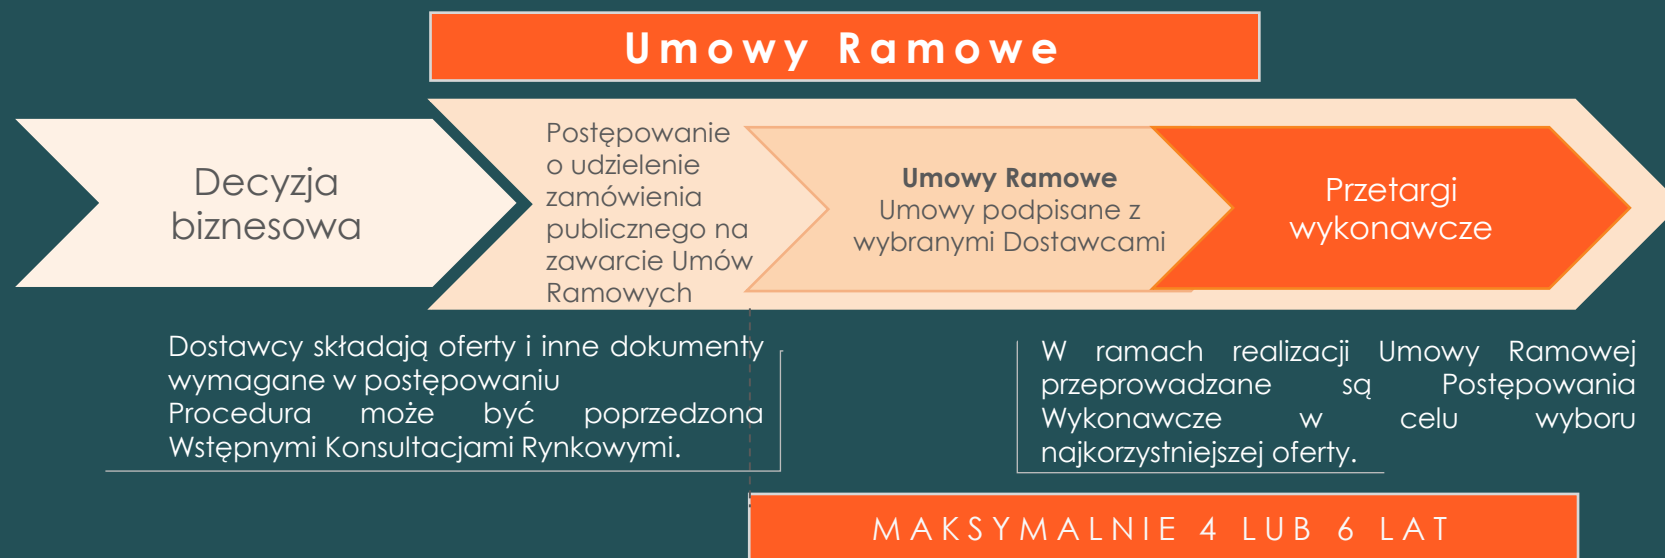 Umowy Ramowe
Decyzja
biznesowa
Postępowanie
o udzielenie
zamówienia
publicznego na
zawarcie Umów
Ramowych
Umowy Ramowe
Umowy podpisane z
wybranymi Dostawcami
Przetargi
wykonawcze
Dostawcy składają oferty i inne dokumenty
wymagane w postępowaniu
Procedura może być poprzedzona
Wstępnymi Konsultacjami Rynkowymi.
W ramach realizacji Umowy Ramowej
przeprowadzane są Postępowania
Wykonawcze w celu wyboru
najkorzystniejszej oferty.
MAKSYMALNIE 4 LUB 6 LAT